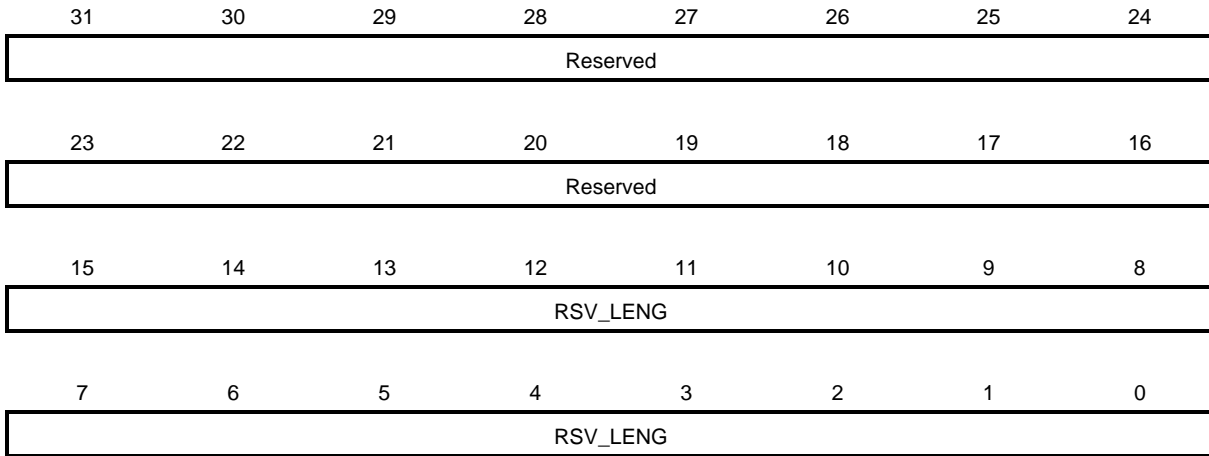 31 30 29 28 27 26 25 24
Reserved
23 22 21 20 19 18 17 16
Reserved
15 14 13 12 11 10 9 8
RSV_LENG
7 6 5 4 3 2 1 0
RSV_LENG